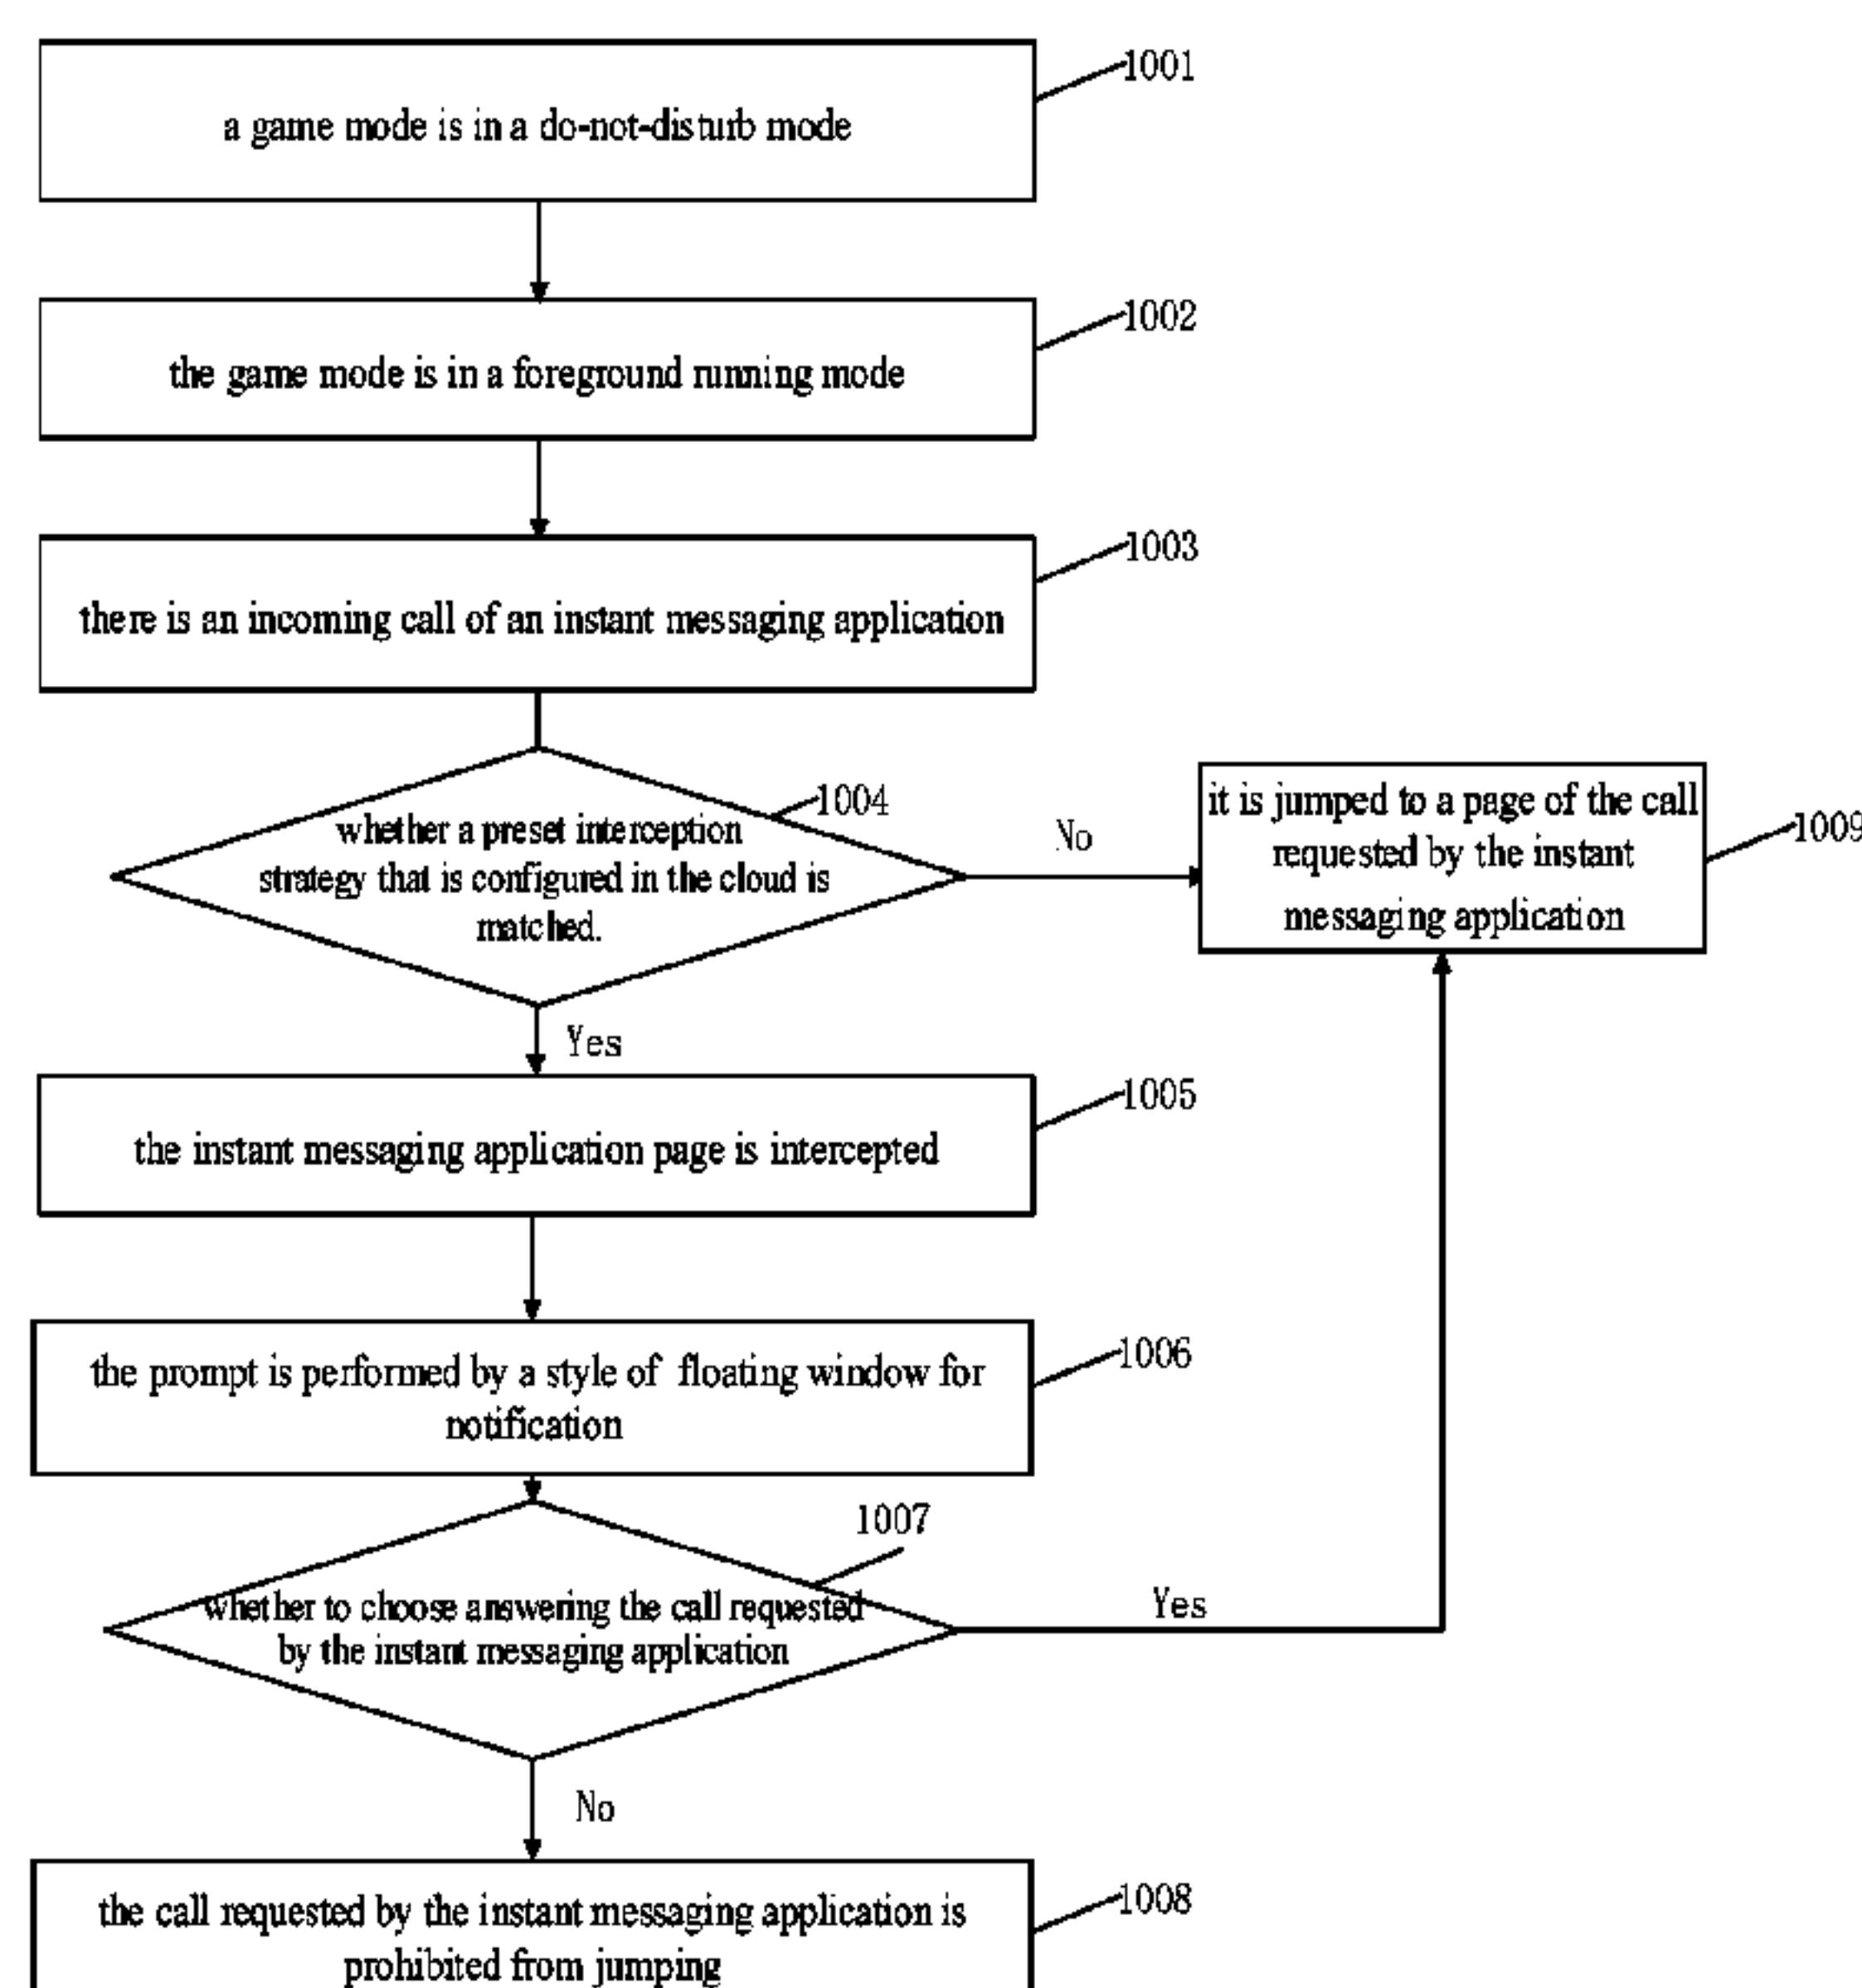 1001
a game mode is in a do-not-disturb mode
1002
the game mode is in a foreground running mode
1003
there is an incoming call of an instant messaging application
1004
whether a preset interception
strategy that is configured in the cloud is
matched.
No
it is jumped to a page of the call
requested by the instant
messaging application
1009
Yes
1005
the instant messaging application page is intercepted
1006
the prompt is performed by a style of floating window for
notification
1007
whether to choose answering the call requested
by the instant messaging application
Yes
No
1008
the call requested by the instant messaging application is
prohibited from jumping